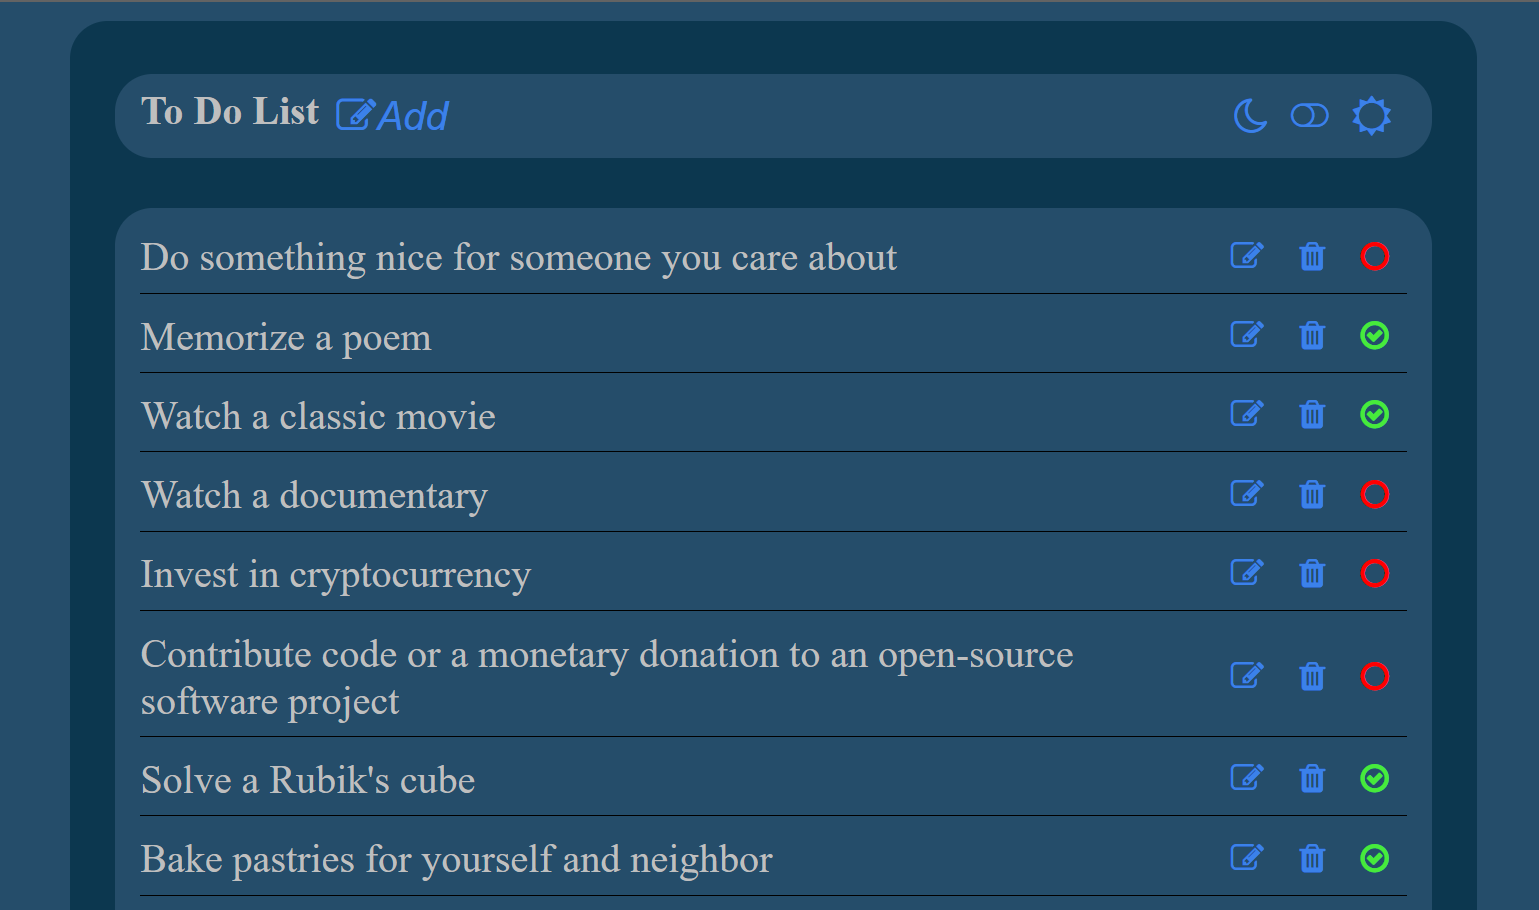 To Do List Add
Do something nice for someone you care about
Memorize a poem
Watch a classic movie
Watch a documentary
Invest in cryptocurrency
Contribute code or a monetary donation to an open-source
software project
Solve a Rubik's cube
Bake pastries for yourself and neighbor